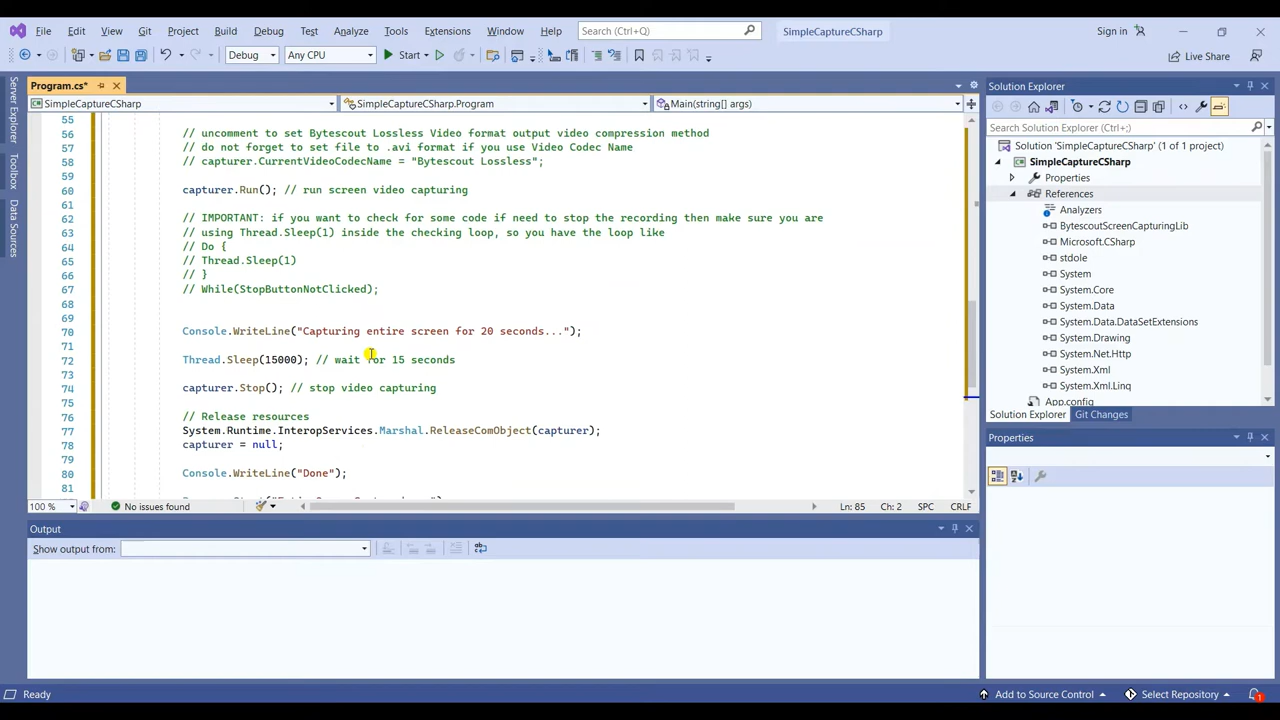 File Edit View Git Project Build Debug Test Analyze Tools Extensions Window Help Search (Ctrl+Q) SimpleCaptureCSharp Sign in
Debug Any CPU Start Live Share
Server Explorer
Toolbox
Data Sources
Program.cs*
SimpleCaptureCSharp SimpleCaptureCSharp.Program Main(string[] args)
55
56 // uncomment to set Bytescout Lossless Video format output video compression method
57 // do not forget to set file to .avi format if you use Video Codec Name
58 // capturer.CurrentVideoCodecName = "Bytescout Lossless";
59
60 capturer.Run(); // run screen video capturing
61
62 // IMPORTANT: if you want to check for some code if need to stop the recording then make sure you are
63 // using Thread.Sleep(1) inside the checking loop, so you have the loop like
64 // Do {
65 // Thread.Sleep(1)
66 // }
67 // While(StopButtonNotClicked);
68
69
70 Console.WriteLine("Capturing entire screen for 20 seconds...");
71
72 Thread.Sleep(15000); // wait for 15 seconds
73
74 capturer.Stop(); // stop video capturing
75
76 // Release resources
77 System.Runtime.InteropServices.Marshal.ReleaseComObject(capturer);
78 capturer = null;
79
80 Console.WriteLine("Done");
81
100 % No issues found Ln: 85 Ch: 2 SPC CRLF
Output
Show output from:
Solution Explorer
Search Solution Explorer (Ctrl+;)
Solution 'SimpleCaptureCSharp' (1 of 1 project)
SimpleCaptureCSharp
Properties
References
Analyzers
BytescoutScreenCapturingLib
Microsoft.CSharp
stdole
System
System.Core
System.Data
System.Data.DataSetExtensions
System.Drawing
System.Net.Http
System.Xml
System.Xml.Linq
App.config
Solution Explorer Git Changes
Properties
Ready Add to Source Control Select Repository 1